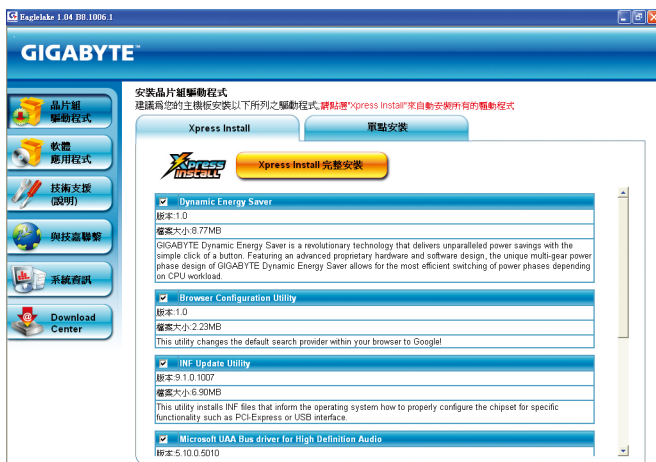 Eaglelake 1.04 B8.1006.1
GIGABYTE™
晶片組
驅動程式
軟體
應用程式
技術支援
(說明)
與技嘉聯繫
系統資訊
Download
Center
安裝晶片組驅動程式
建議爲您的主機板安裝以下所列之驅動程式,請點選"Xpress Install"來自動安裝所有的驅動程式
Xpress Install
單點安裝
Xpress
INSTALL
Xpress Install 完整安裝
Dynamic Energy Saver
版本:1.0
檔案大小:8.77MB
GIGABYTE Dynamic Energy Saver is a revolutionary technology that delivers unparalleled power savings with the
simple click of a button. Featuring an advanced proprietary hardware and software design, the unique multi-gear power
phase design of GIGABYTE Dynamic Energy Saver allows for the most efficient switching of power phases depending
on CPU workload.
Browser Configuration Utility
版本:1.0
檔案大小:2.23MB
This utility changes the default search provider within your browser to Google!
INF Update Utility
版本:9.1.0.1007
檔案大小:6.90MB
This utility installs INF files that inform the operating system how to properly configure the chipset for specific
functionality such as PCI-Express or USB interface.
Microsoft UAA Bus driver for High Definition Audio
版本:5.10.0.5010